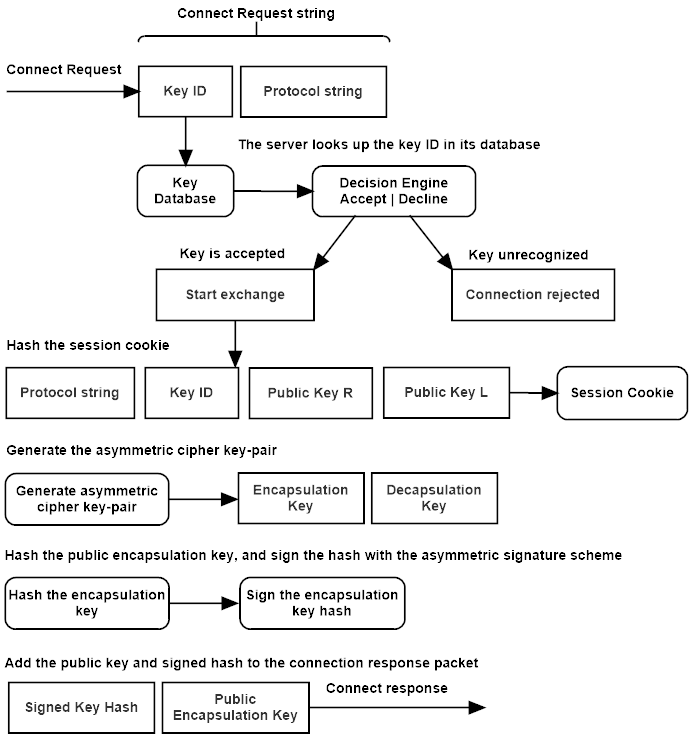 Connect Request string
Connect Request
Key ID
Protocol string
The server looks up the key ID in its database
Key
Database
Decision Engine
Accept | Decline
Key is accepted
Key unrecognized
Start exchange
Connection rejected
Hash the session cookie
Protocol string
Key ID
Public Key R
Public Key L
Session Cookie
Generate the asymmetric cipher key-pair
Generate asymmetric
cipher key-pair
Encapsulation
Key
Decapsulation
Key
Hash the public encapsulation key, and sign the hash with the asymmetric signature scheme
Hash the encapsulation
key
Sign the encapsulation
key hash
Add the public key and signed hash to the connection response packet
Signed Key Hash
Public
Encapsulation Key
Connect response